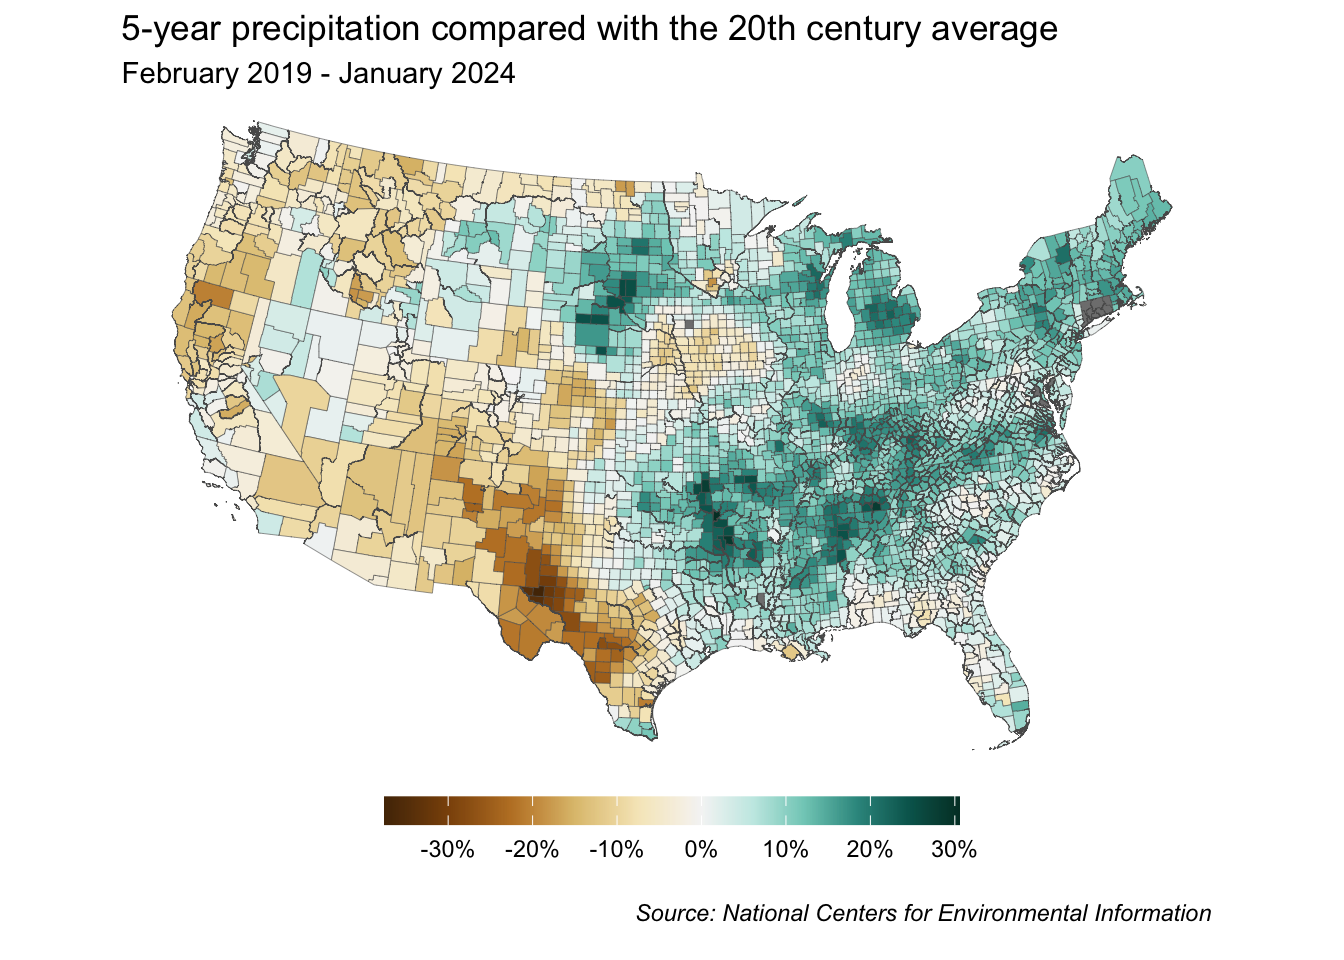 5-year precipitation compared with the 20th century average
February 2019 - January 2024
-30% -20% -10% 0% 10% 20% 30%
Source: National Centers for Environmental Information